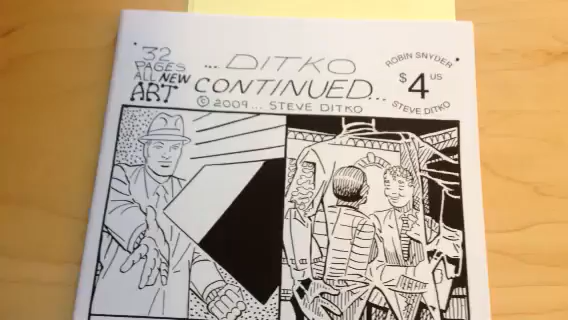 32
PAGES
ALL NEW
ART
... DITKO
CONTINUED...
© 2009... STEVE DITKO
ROBIN SNYDER
$4 US
STEVE DITKO